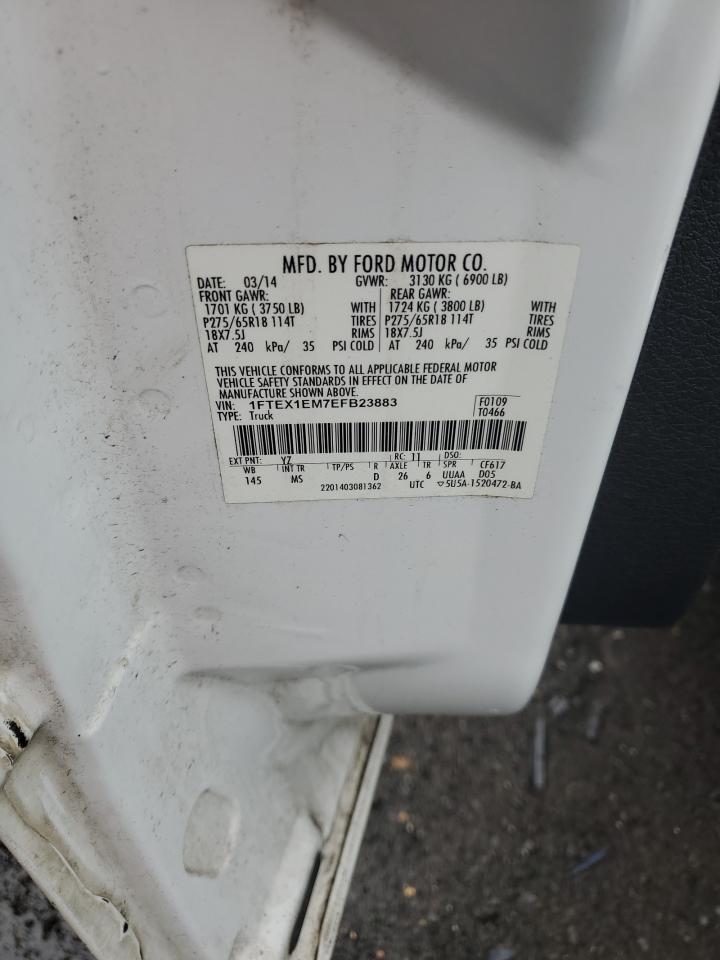 MFD. BY FORD MOTOR CO.
DATE: 03/14 GVWR: 3130 KG ( 6900 LB)
FRONT GAWR: REAR GAWR:
1701 KG ( 3750 LB) WITH 1724 KG ( 3800 LB) WITH
P275/65R18 114T TIRES P275/65R18 114T TIRES
18X7.5J RIMS 18X7.5J RIMS
AT 240 kPa/ 35 PSI COLD AT 240 kPa/ 35 PSI COLD
THIS VEHICLE CONFORMS TO ALL APPLICABLE FEDERAL MOTOR
VEHICLE SAFETY STANDARDS IN EFFECT ON THE DATE OF
MANUFACTURE SHOWN ABOVE.
VIN: 1FTEX1EM7EFB23883 F0109
TYPE: Truck T0466
EXT PNT: YZ RC: 11 DSO:
WB INT TR TP/PS R AXLE TR SPR CF617
145 MS D 26 6 UUAA D05
2201403081362 UTC ▽5U5A-1520472-BA